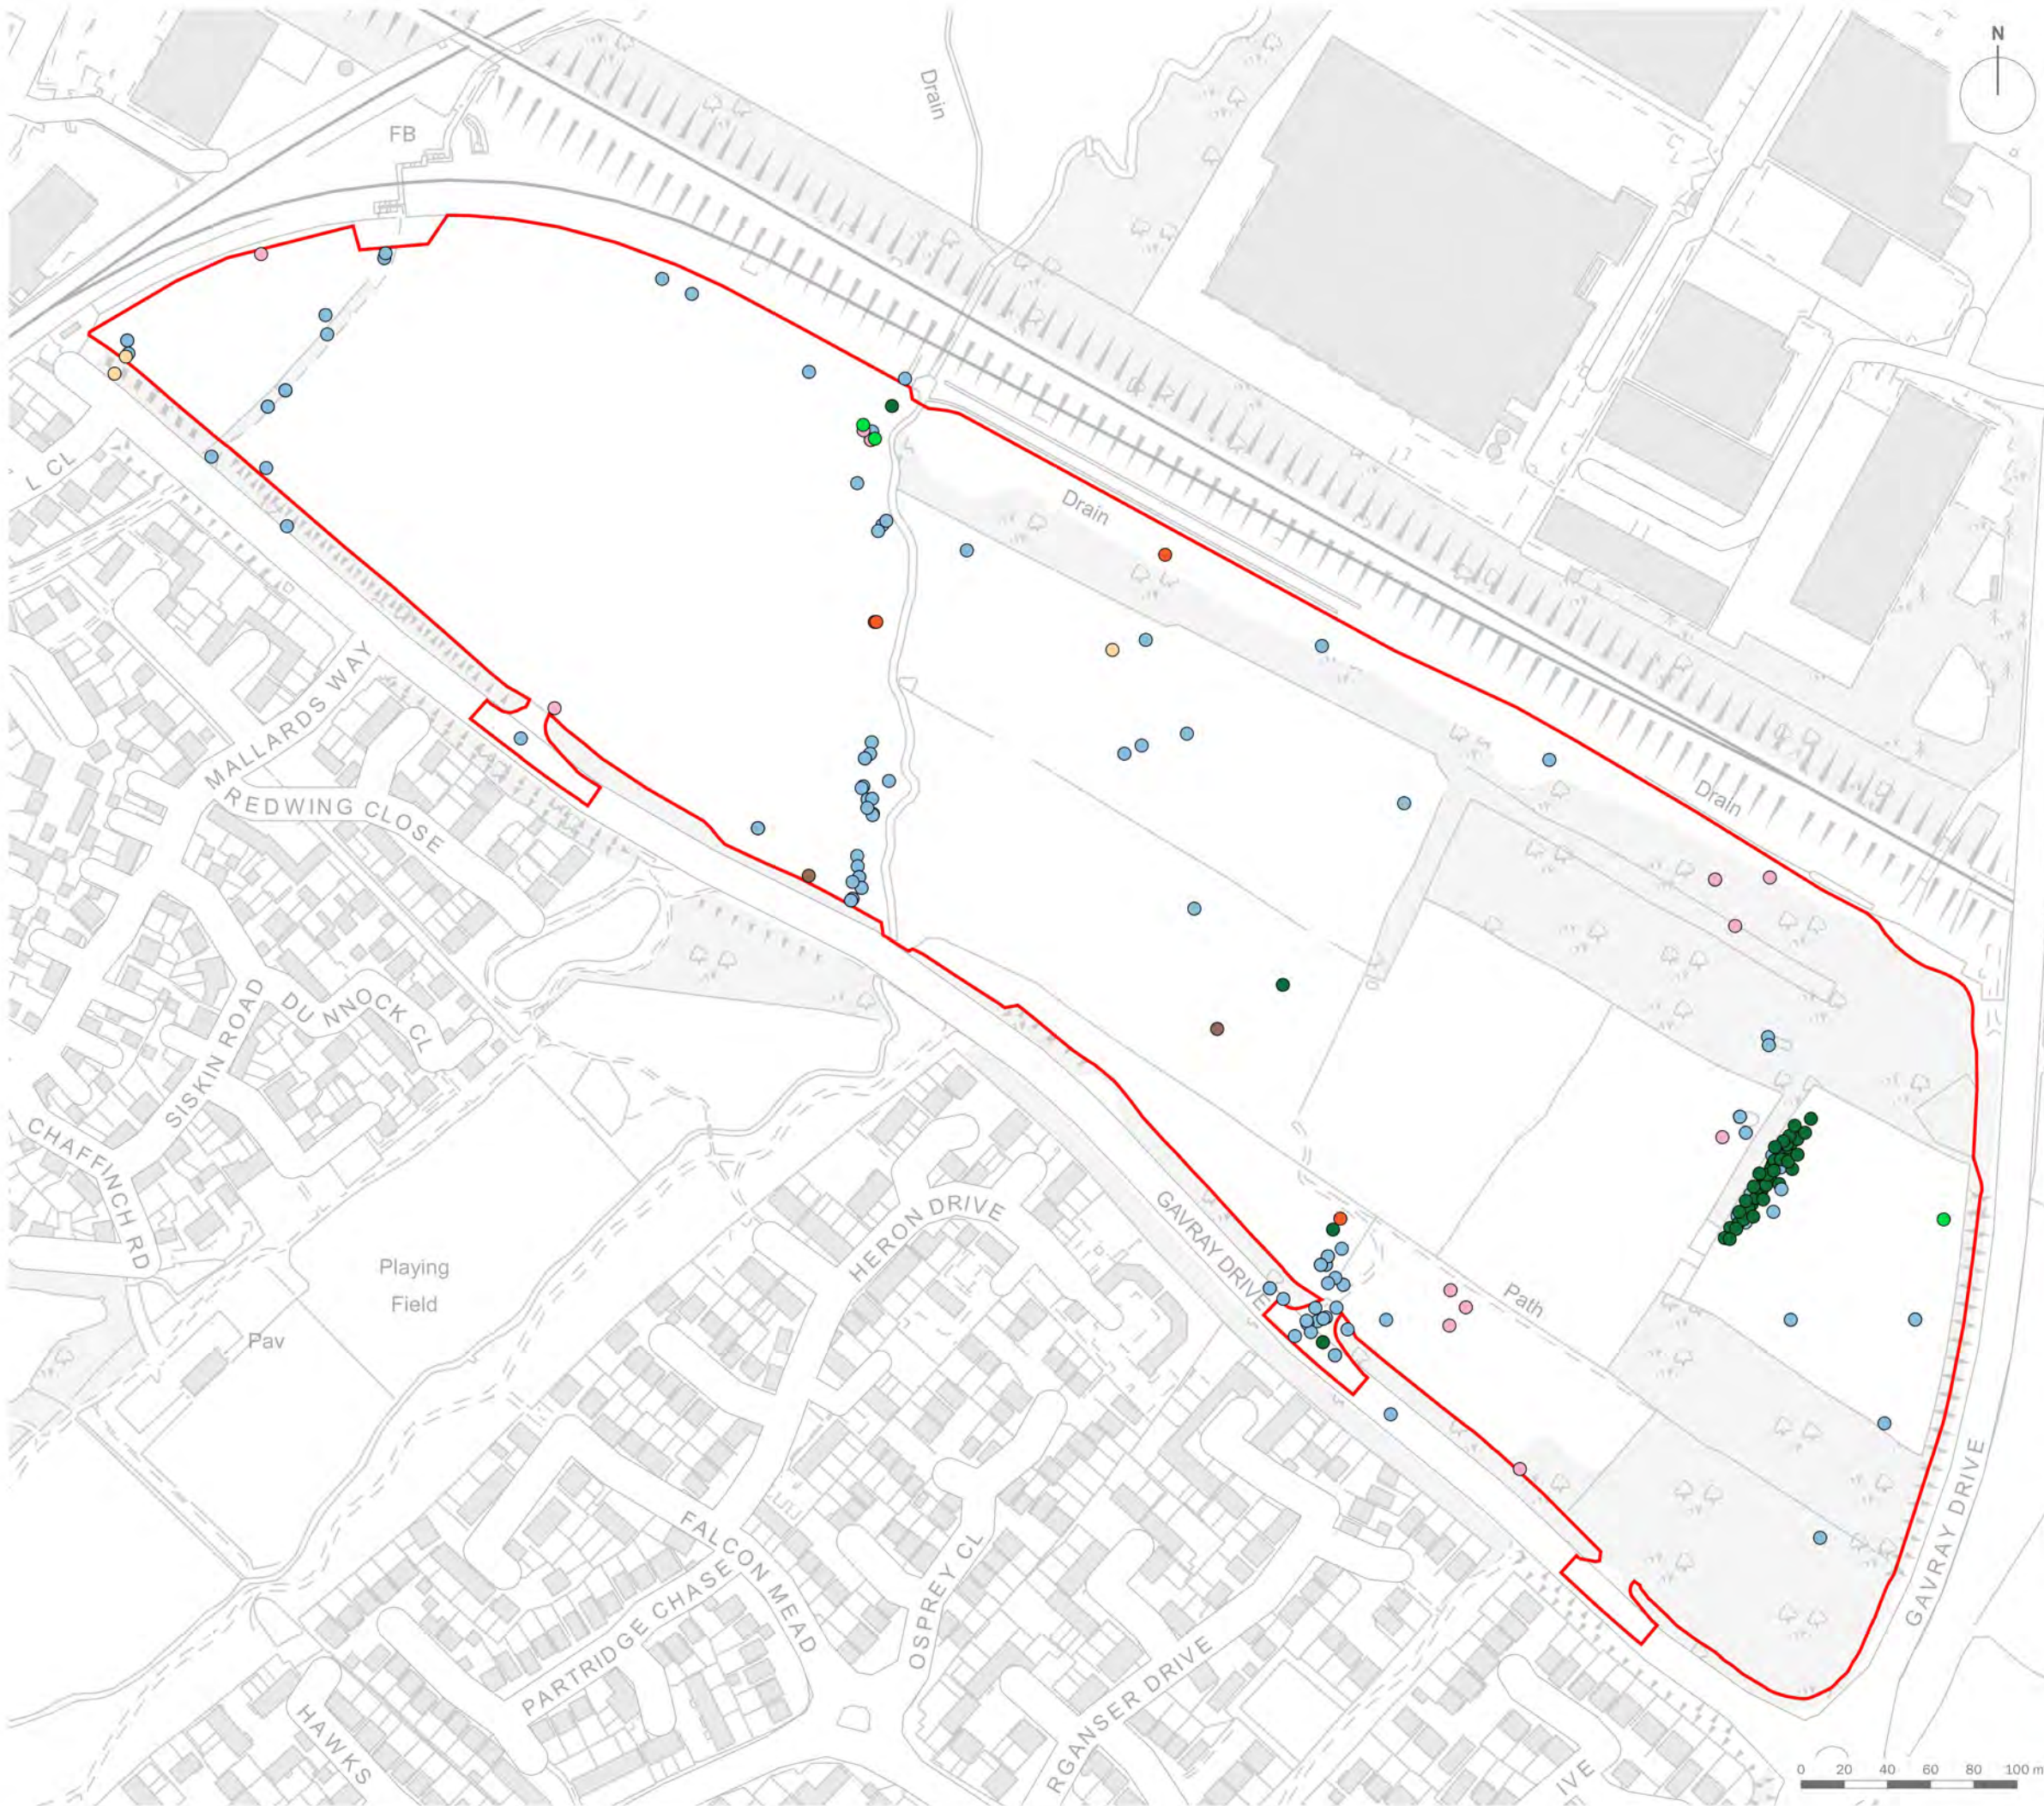 N
Drain
FB
L CL
Drain
MALLARDS WAY
REDWING CLOSE
Drain
SISKIN ROAD
DU NNOCK CL
CHAFFINCH RD
Playing
Field
Pav
HERON DRIVE
GAVRAY DRIVE
Path
GAVRAY DRIVE
FALCON MEAD
PARTRIDGE CHASE
OSPREY CL
RGANSER DRIVE
HAWKS
IVE
0 20 40 60 80 100 m